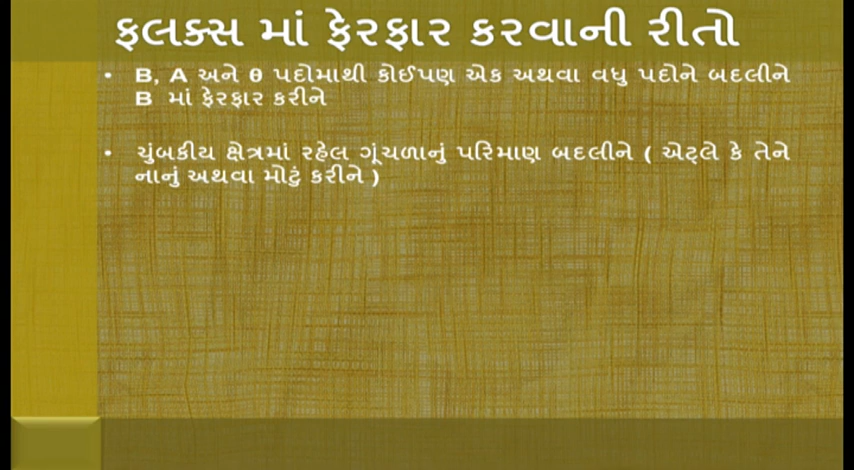 ફલક્સ માં ફેરફાર કરવાની રીતો
• B, A અને θ પદોમાથી કોઈપણ એક અથવા વધુ પદોને બદલીને
B માં ફેરફાર કરીને
• ચુંબકીય ક્ષેત્રમાં રહેલ ગૂંચળાનું પરિમાણ બદલીને ( એટ્લે કે તેને
નાનું અથવા મોટું કરીને )